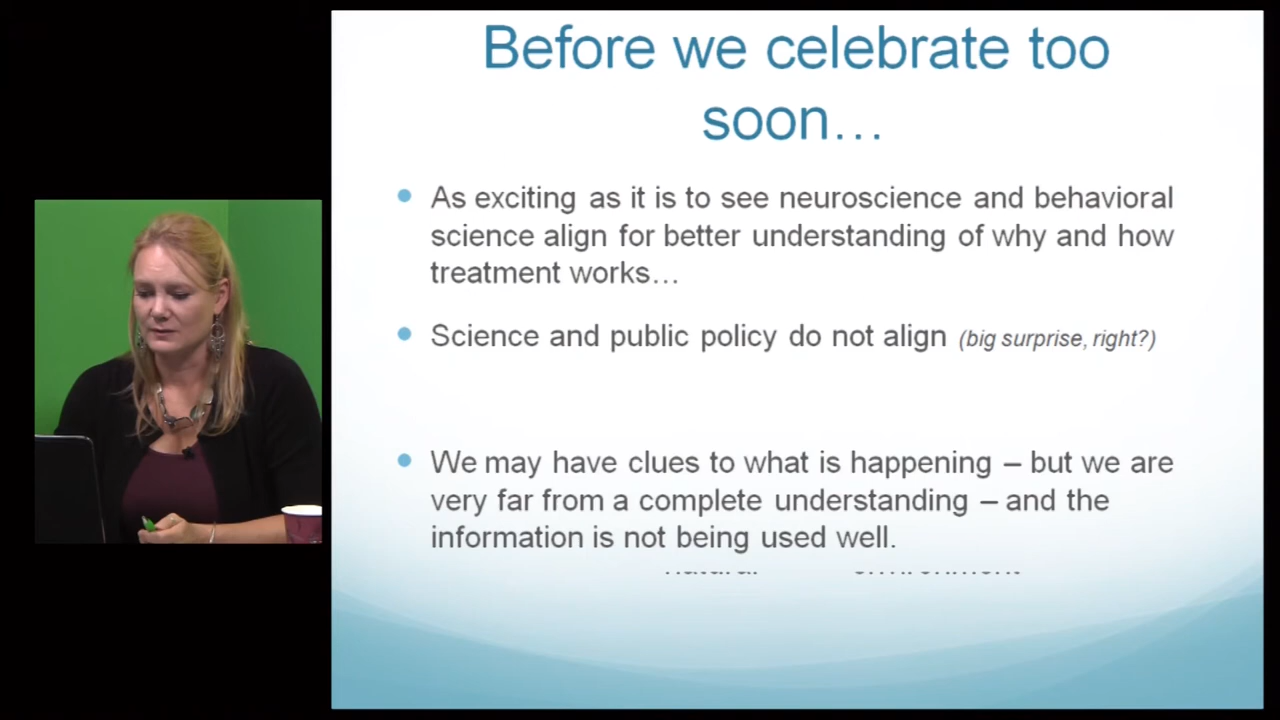 Before we celebrate too
soon…
As exciting as it is to see neuroscience and behavioral
science align for better understanding of why and how
treatment works…
Science and public policy do not align (big surprise, right?)
We may have clues to what is happening – but we are
very far from a complete understanding – and the
information is not being used well.